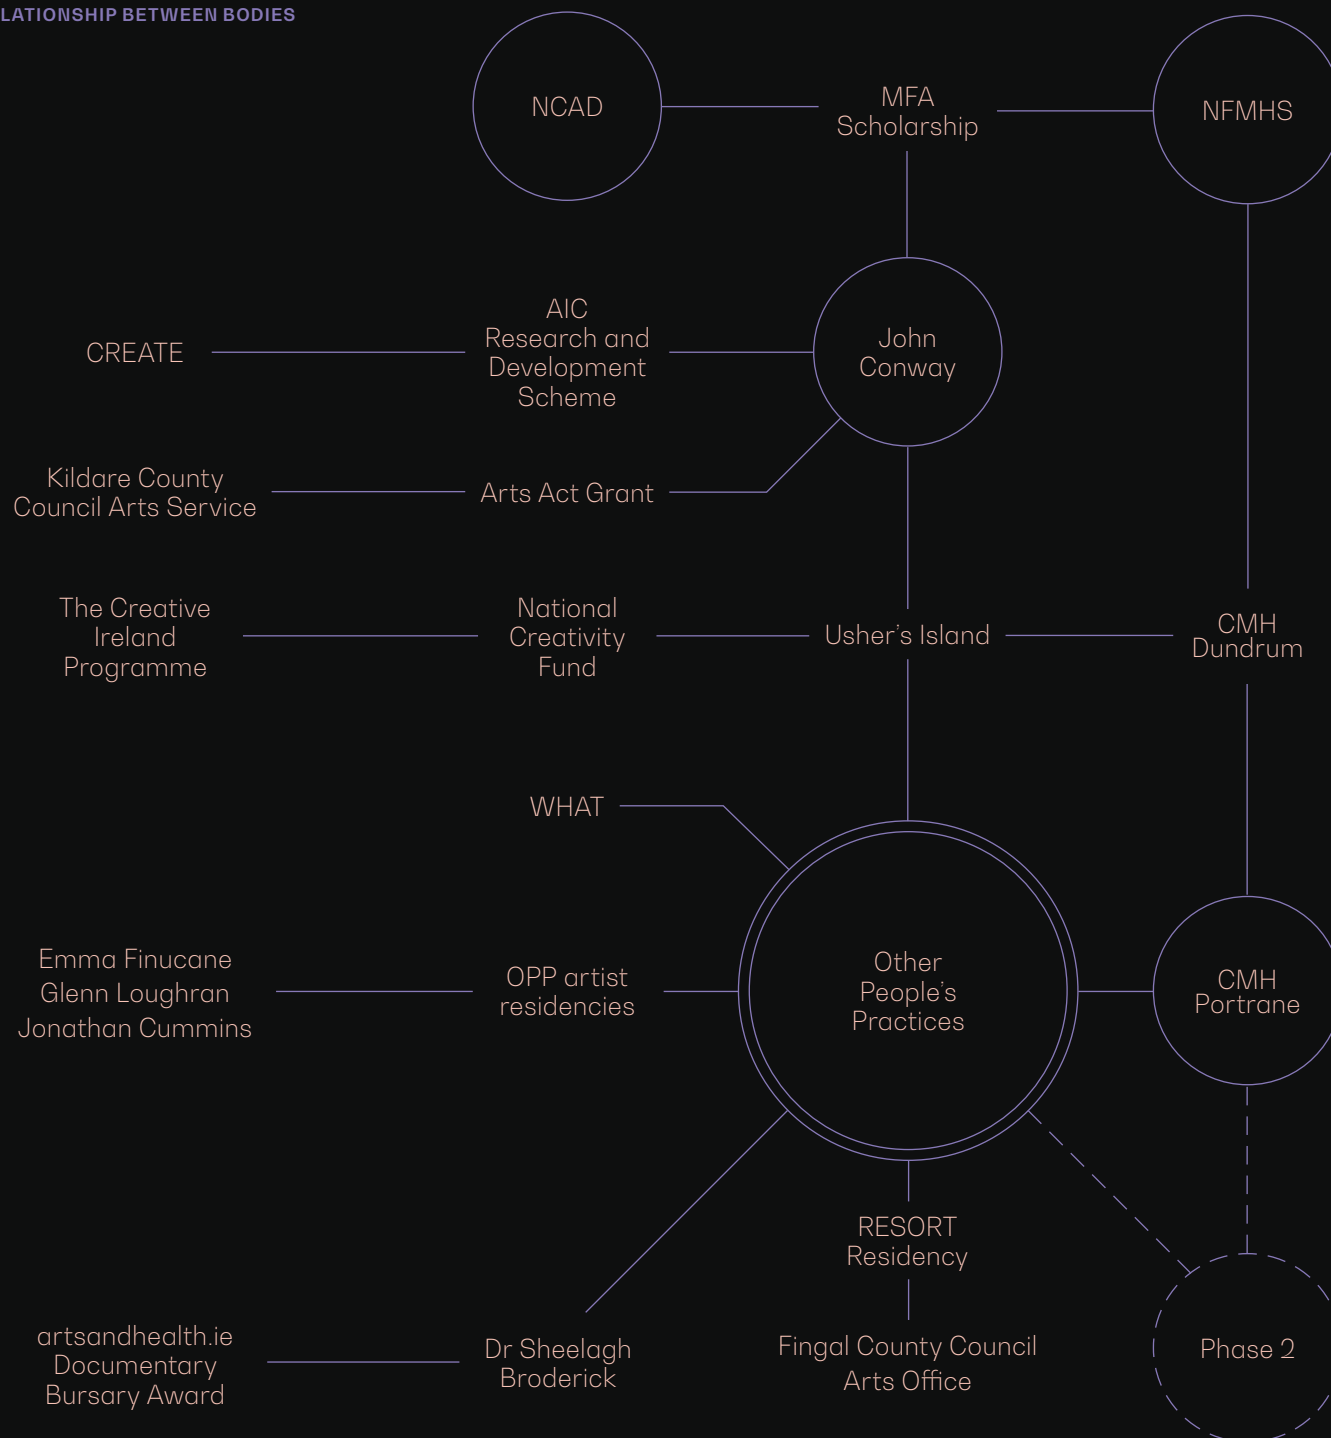 LATIONSHIP BETWEEN BODIES
NCAD
MFA
Scholarship
NFMHS
CREATE
AIC
Research and
Development
Scheme
John
Conway
Kildare County
Council Arts Service
Arts Act Grant
The Creative
Ireland
Programme
National
Creativity
Fund
Usher’s Island
CMH
Dundrum
WHAT
Emma Finucane
Glenn Loughran
Jonathan Cummins
OPP artist
residencies
Other
People’s
Practices
CMH
Portrane
RESORT
Residency
artsandhealth.ie
Documentary
Bursary Award
Dr Sheelagh
Broderick
Fingal County Council
Arts Office
Phase 2